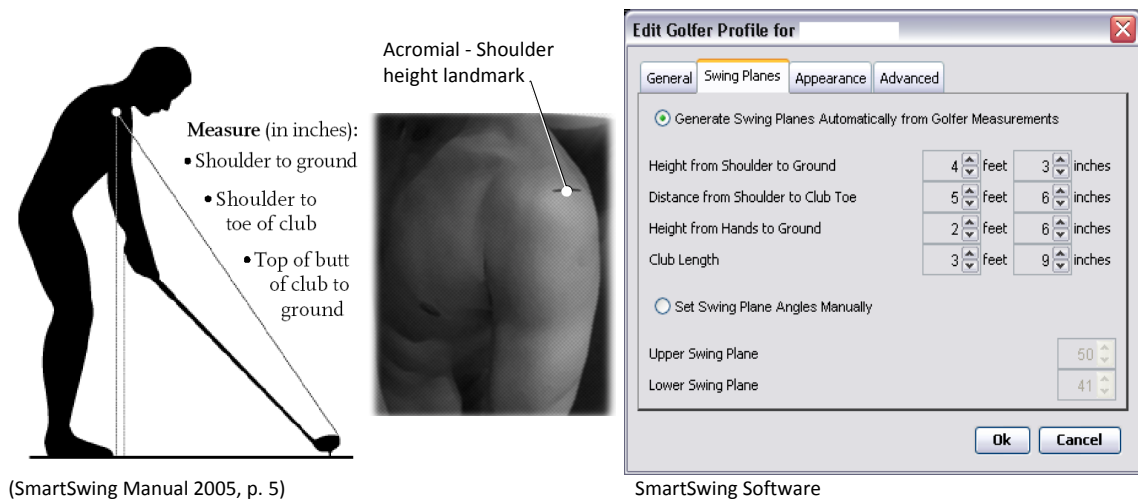 Acromial - Shoulder
height landmark
Measure (in inches):
• Shoulder to ground
• Shoulder to
toe of club
• Top of butt
of club to
ground
(SmartSwing Manual 2005, p. 5)
Edit Golfer Profile for
General Swing Planes Appearance Advanced
Generate Swing Planes Automatically from Golfer Measurements
Height from Shoulder to Ground 4 feet 3 inches
Distance from Shoulder to Club Toe 5 feet 6 inches
Height from Hands to Ground 2 feet 6 inches
Club Length 3 feet 9 inches
Set Swing Plane Angles Manually
Upper Swing Plane 50
Lower Swing Plane 41
Ok Cancel
SmartSwing Software